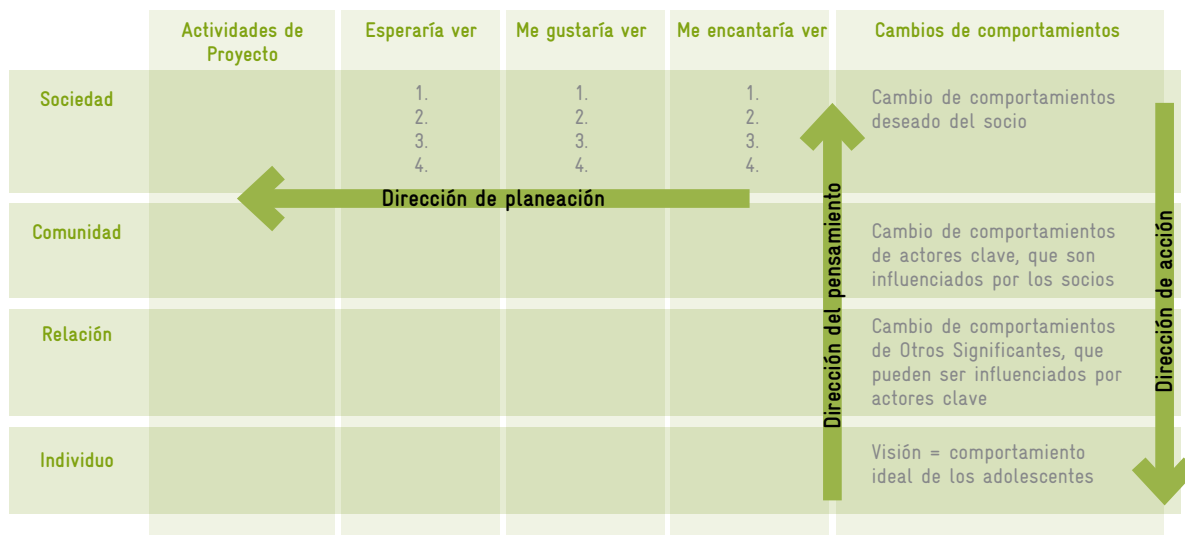 Actividades de
Proyecto
Esperaría ver
Me gustaría ver
Me encantaría ver
Cambios de comportamientos
Sociedad
1.
2.
3.
4.
1.
2.
3.
4.
1.
2.
3.
4.
Cambio de comportamientos
deseado del socio
Dirección de planeación
Dirección del pensamiento
Dirección de acción
Comunidad
Cambio de comportamientos
de actores clave, que son
influenciados por los socios
Relación
Cambio de comportamientos
de Otros Significantes, que
pueden ser influenciados por
actores clave
Individuo
Visión = comportamiento
ideal de los adolescentes